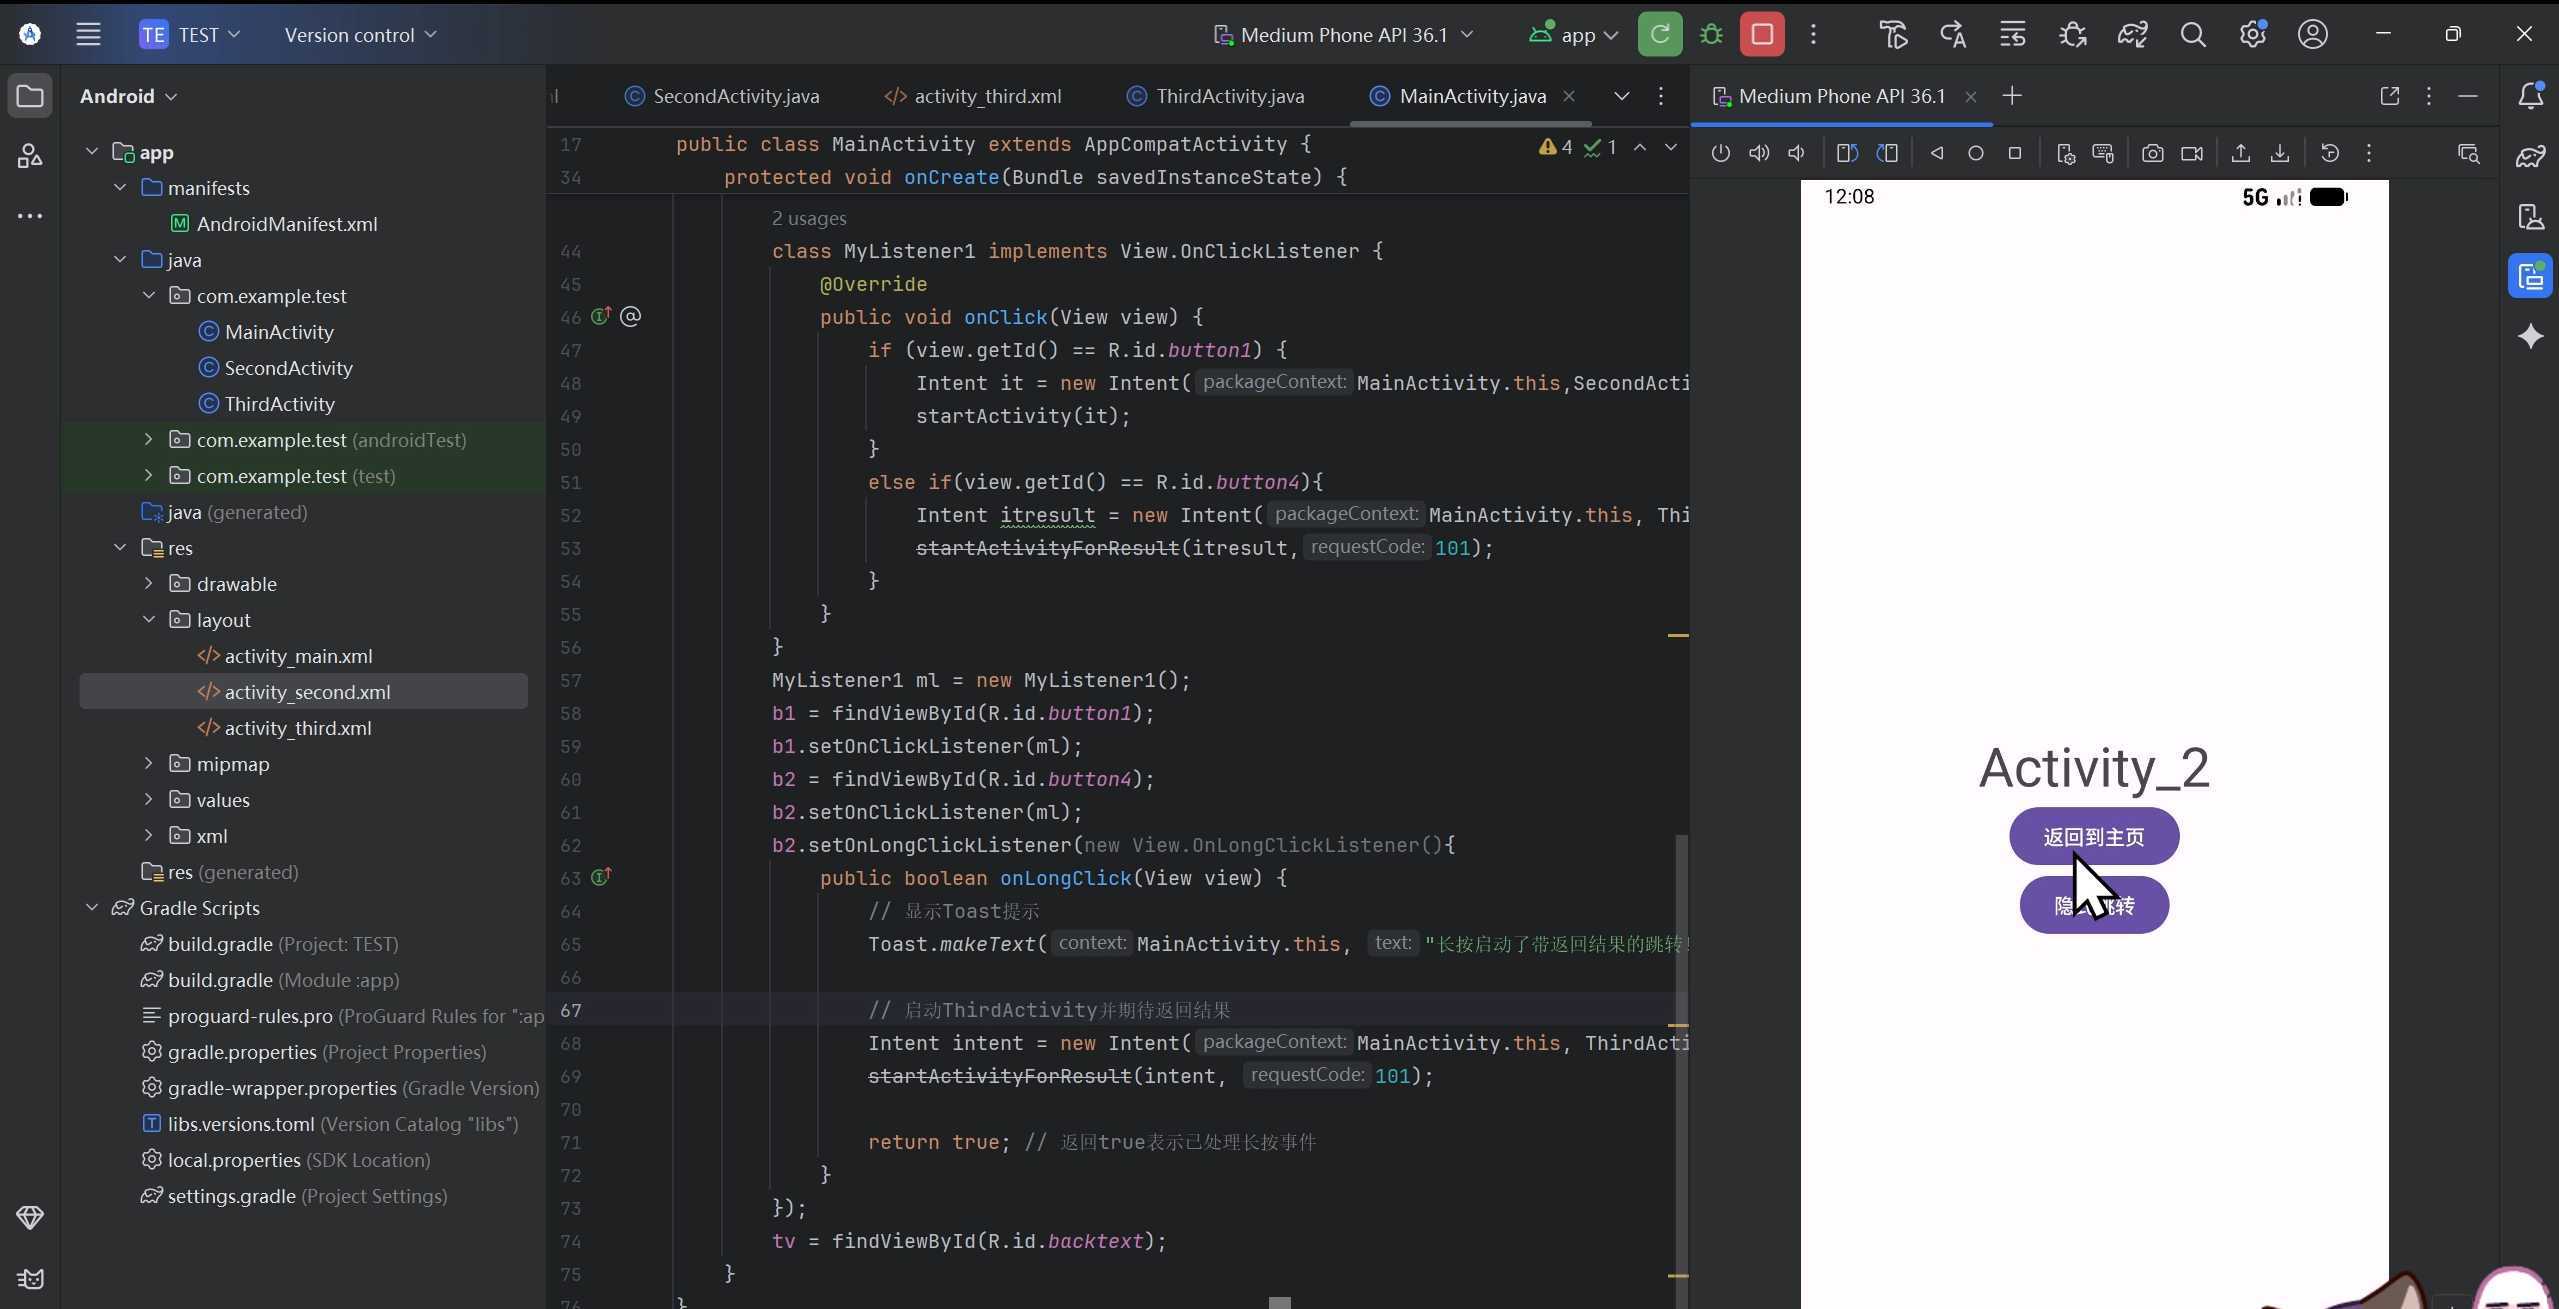 TE TEST Version control Medium Phone API 36.1 app
Android
app
manifests
AndroidManifest.xml
java
com.example.test
MainActivity
SecondActivity
ThirdActivity
com.example.test (androidTest)
com.example.test (test)
java (generated)
res
drawable
layout
activity_main.xml
activity_second.xml
activity_third.xml
mipmap
values
xml
res (generated)
Gradle Scripts
build.gradle (Project: TEST)
build.gradle (Module :app)
proguard-rules.pro (ProGuard Rules for ":ap
gradle.properties (Project Properties)
gradle-wrapper.properties (Gradle Version)
libs.versions.toml (Version Catalog "libs")
local.properties (SDK Location)
settings.gradle (Project Settings)
SecondActivity.java activity_third.xml ThirdActivity.java MainActivity.java
17 public class MainActivity extends AppCompatActivity { 4 1
34 protected void onCreate(Bundle savedInstanceState) {
2 usages
44 class MyListener1 implements View.OnClickListener {
45 @Override
46 public void onClick(View view) {
47 if (view.getId() == R.id.button1) {
48 Intent it = new Intent( packageContext: MainActivity.this,SecondActi
49 startActivity(it);
50 }
51 else if(view.getId() == R.id.button4){
52 Intent itresult = new Intent( packageContext: MainActivity.this, Thi
53 startActivityForResult(itresult, requestCode: 101);
54 }
55 }
56 }
57 MyListener1 ml = new MyListener1();
58 b1 = findViewById(R.id.button1);
59 b1.setOnClickListener(ml);
60 b2 = findViewById(R.id.button4);
61 b2.setOnClickListener(ml);
62 b2.setOnLongClickListener(new View.OnLongClickListener(){
63 public boolean onLongClick(View view) {
64 // 显示Toast提示
65 Toast.makeText( context: MainActivity.this, text: "长按启动了带返回结果的跳转!
66
67 // 启动ThirdActivity并期待返回结果
68 Intent intent = new Intent( packageContext: MainActivity.this, ThirdActi
69 startActivityForResult(intent, requestCode: 101);
70
71 return true; // 返回true表示已处理长按事件
72 }
73 });
74 tv = findViewById(R.id.backtext);
75 }
76 }
Medium Phone API 36.1
12:08 5G
Activity_2
返回到主页
隐 转